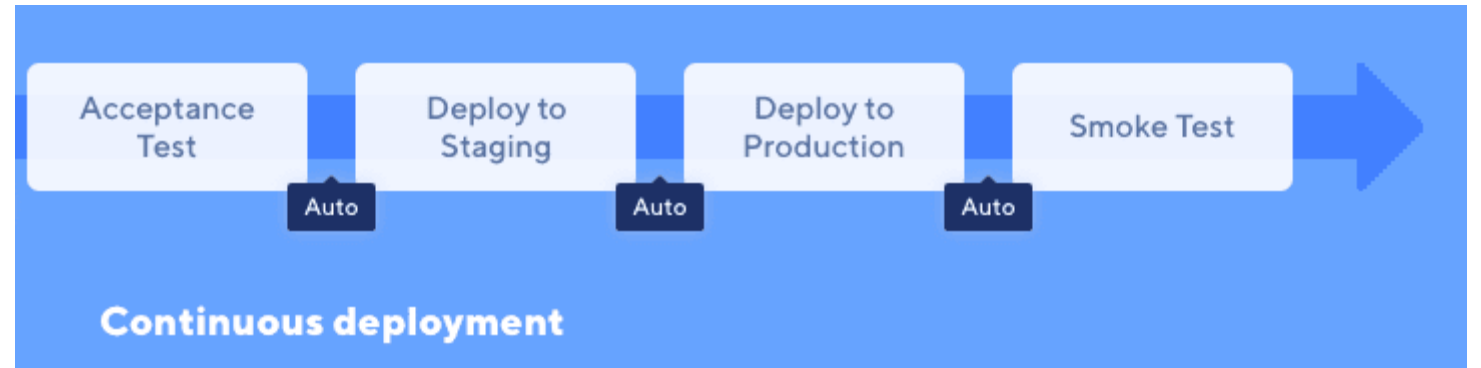 Acceptance
Test
Deploy to
Staging
Deploy to
Production
Smoke Test
Auto
Auto
Auto
Continuous deployment